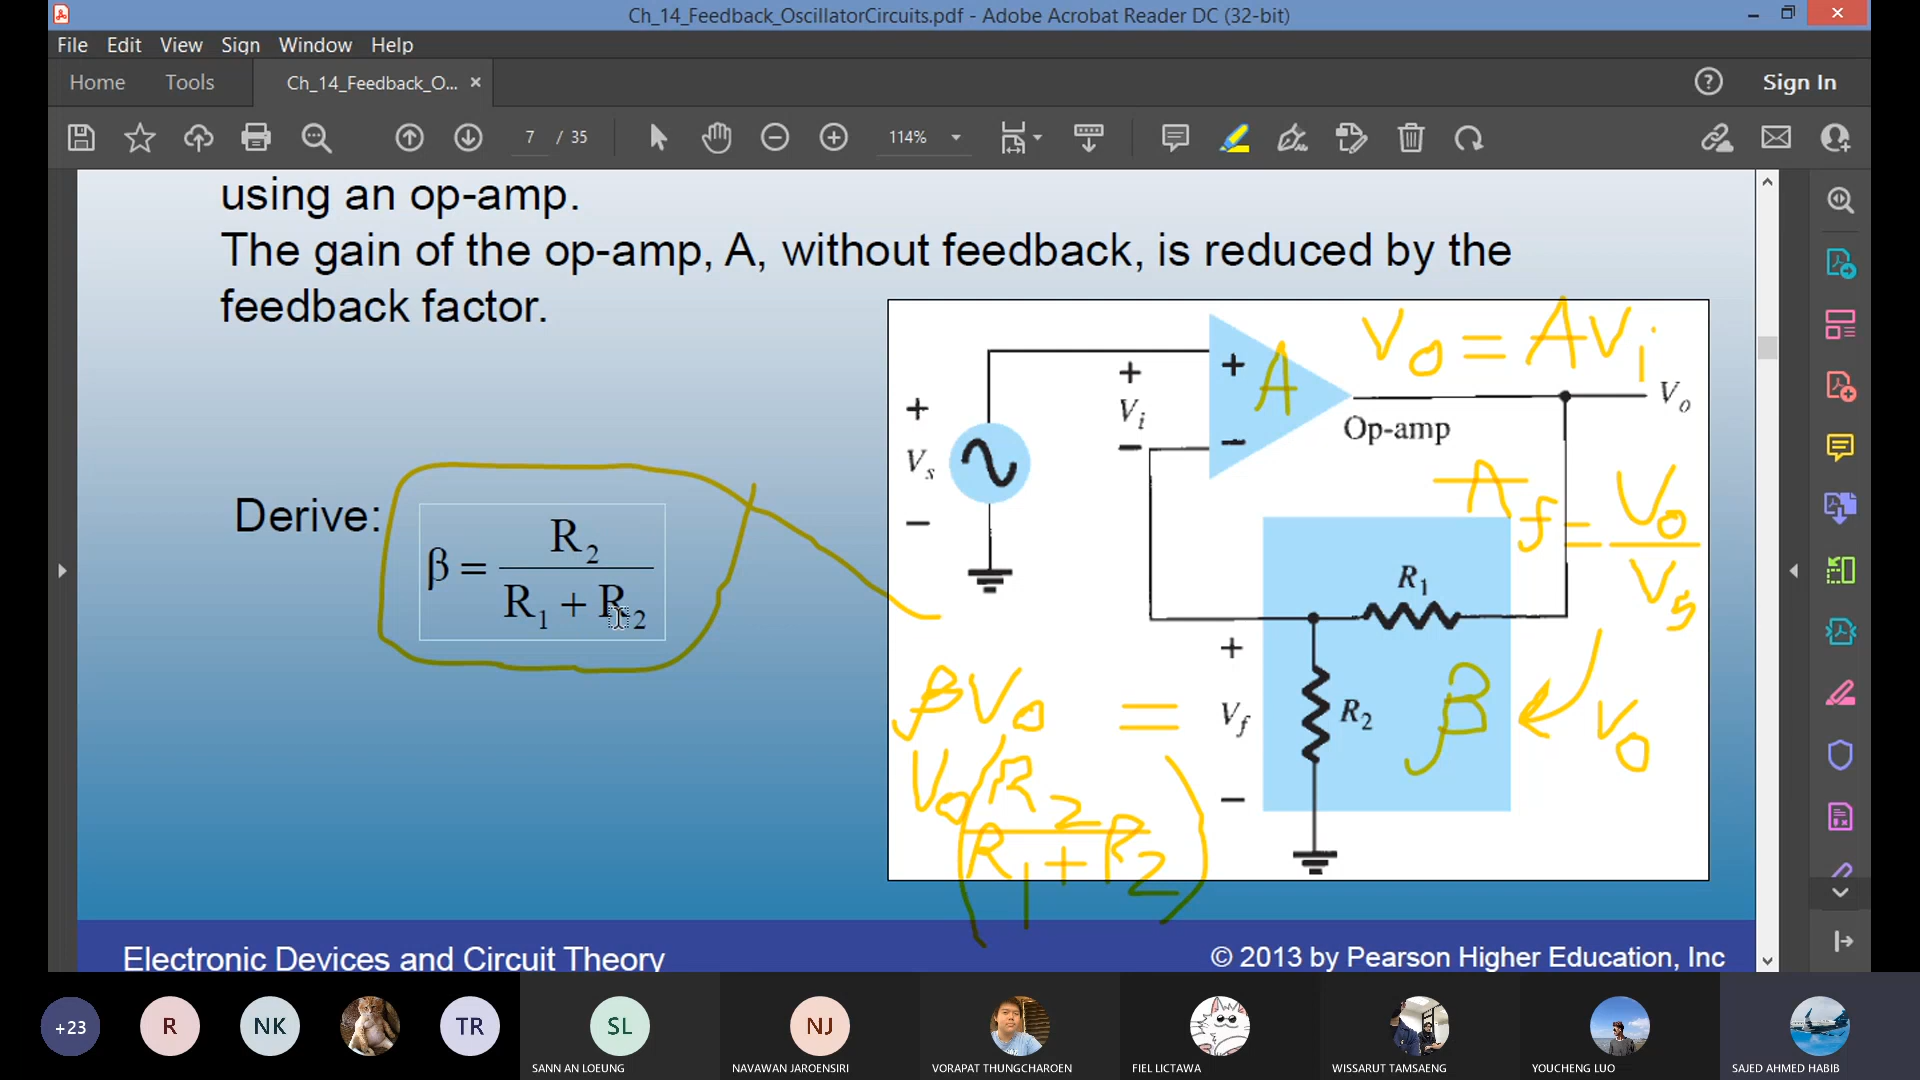 Ch_14_Feedback_OscillatorCircuits.pdf - Adobe Acrobat Reader DC (32-bit)
File Edit View Sign Window Help
Home Tools Ch_14_Feedback_O... × Sign In
7 / 35 114%
using an op-amp.
The gain of the op-amp, A, without feedback, is reduced by the
feedback factor.
Derive:
β = R₂
R₁ + R₂
Vo = AVi
+ A
+
Vi
−
−
+
Vs
−
Op-amp
Vo
Af = Vo
Vs
R₁
+
Vf
−
R₂
β
Vo
βVo =
Vo(R₂
R₁+R₂)
Electronic Devices and Circuit Theory
© 2013 by Pearson Higher Education, Inc
+23 R NK TR SL NJ
SANN AN LOEUNG
NAVAWAN JAROENSIRI
VORAPAT THUNGCHAROEN
FIEL LICTAWA
WISSARUT TAMSAENG
YOUCHENG LUO
SAJED AHMED HABIB